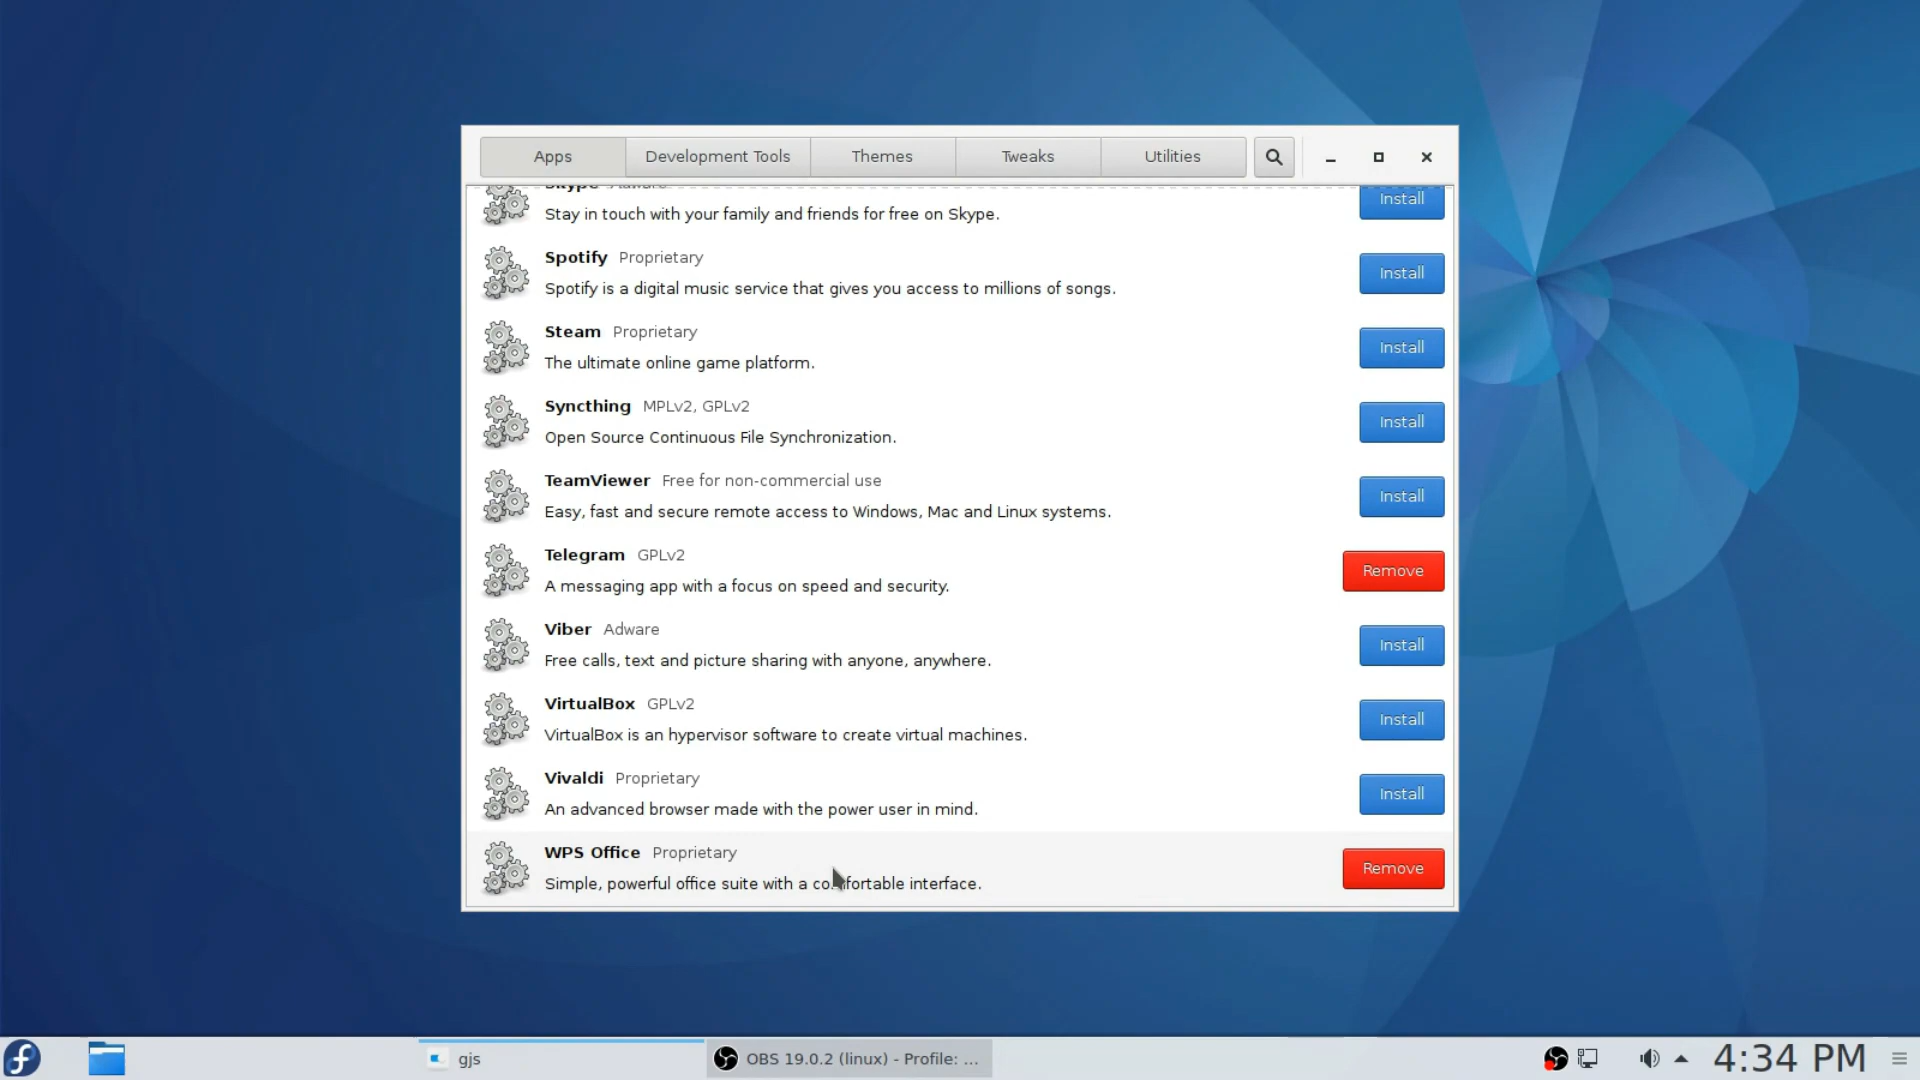 Apps
Development Tools
Themes
Tweaks
Utilities
Skype Adware
Install
Stay in touch with your family and friends for free on Skype.
Spotify Proprietary
Install
Spotify is a digital music service that gives you access to millions of songs.
Steam Proprietary
Install
The ultimate online game platform.
Syncthing MPLv2, GPLv2
Install
Open Source Continuous File Synchronization.
TeamViewer Free for non-commercial use
Install
Easy, fast and secure remote access to Windows, Mac and Linux systems.
Telegram GPLv2
Remove
A messaging app with a focus on speed and security.
Viber Adware
Install
Free calls, text and picture sharing with anyone, anywhere.
VirtualBox GPLv2
Install
VirtualBox is an hypervisor software to create virtual machines.
Vivaldi Proprietary
Install
An advanced browser made with the power user in mind.
WPS Office Proprietary
Remove
Simple, powerful office suite with a comfortable interface.
gjs
OBS 19.0.2 (linux) - Profile: ...
4:34 PM